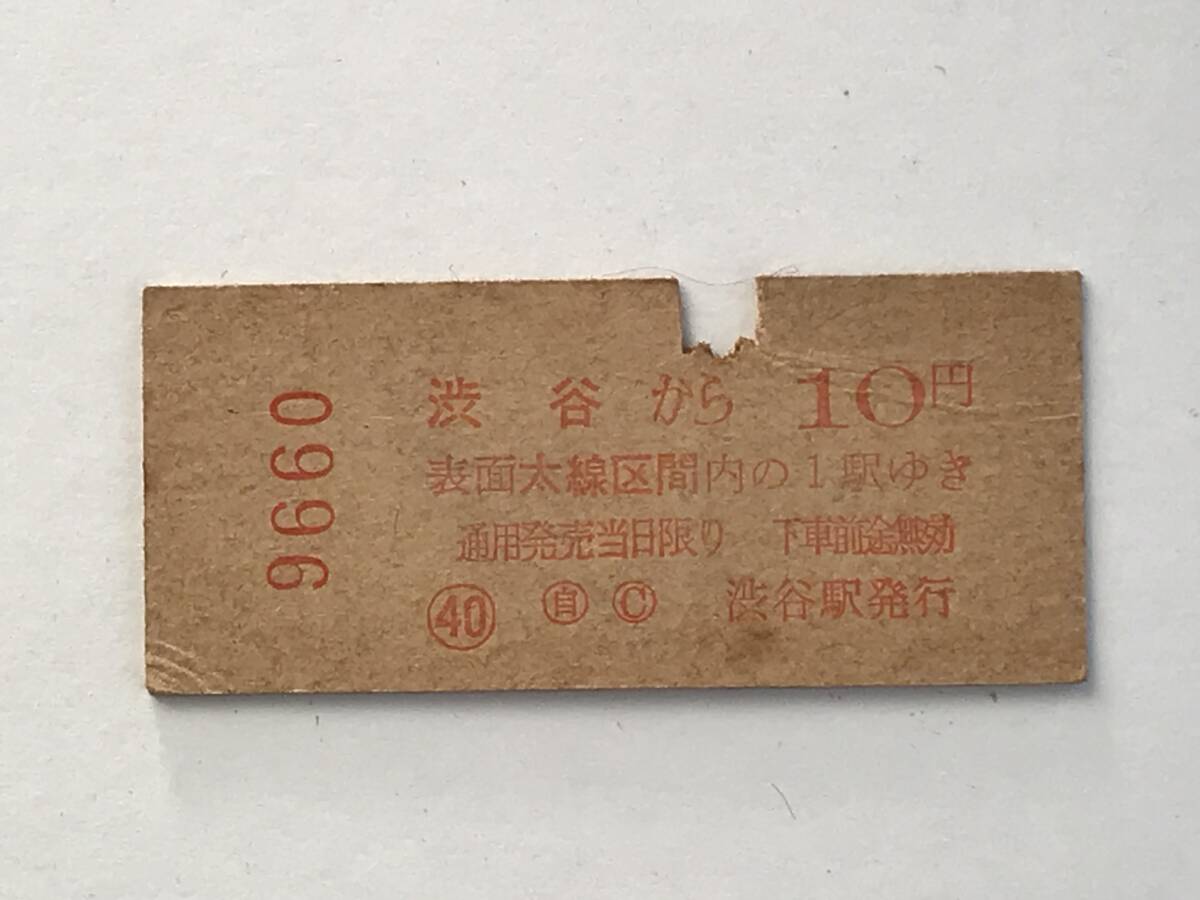 9660
渋谷から10円
表面太線区間内の1駅ゆき
通用発売当日限り 下車前途無効
㊵ 自 Ⓒ 渋谷駅発行